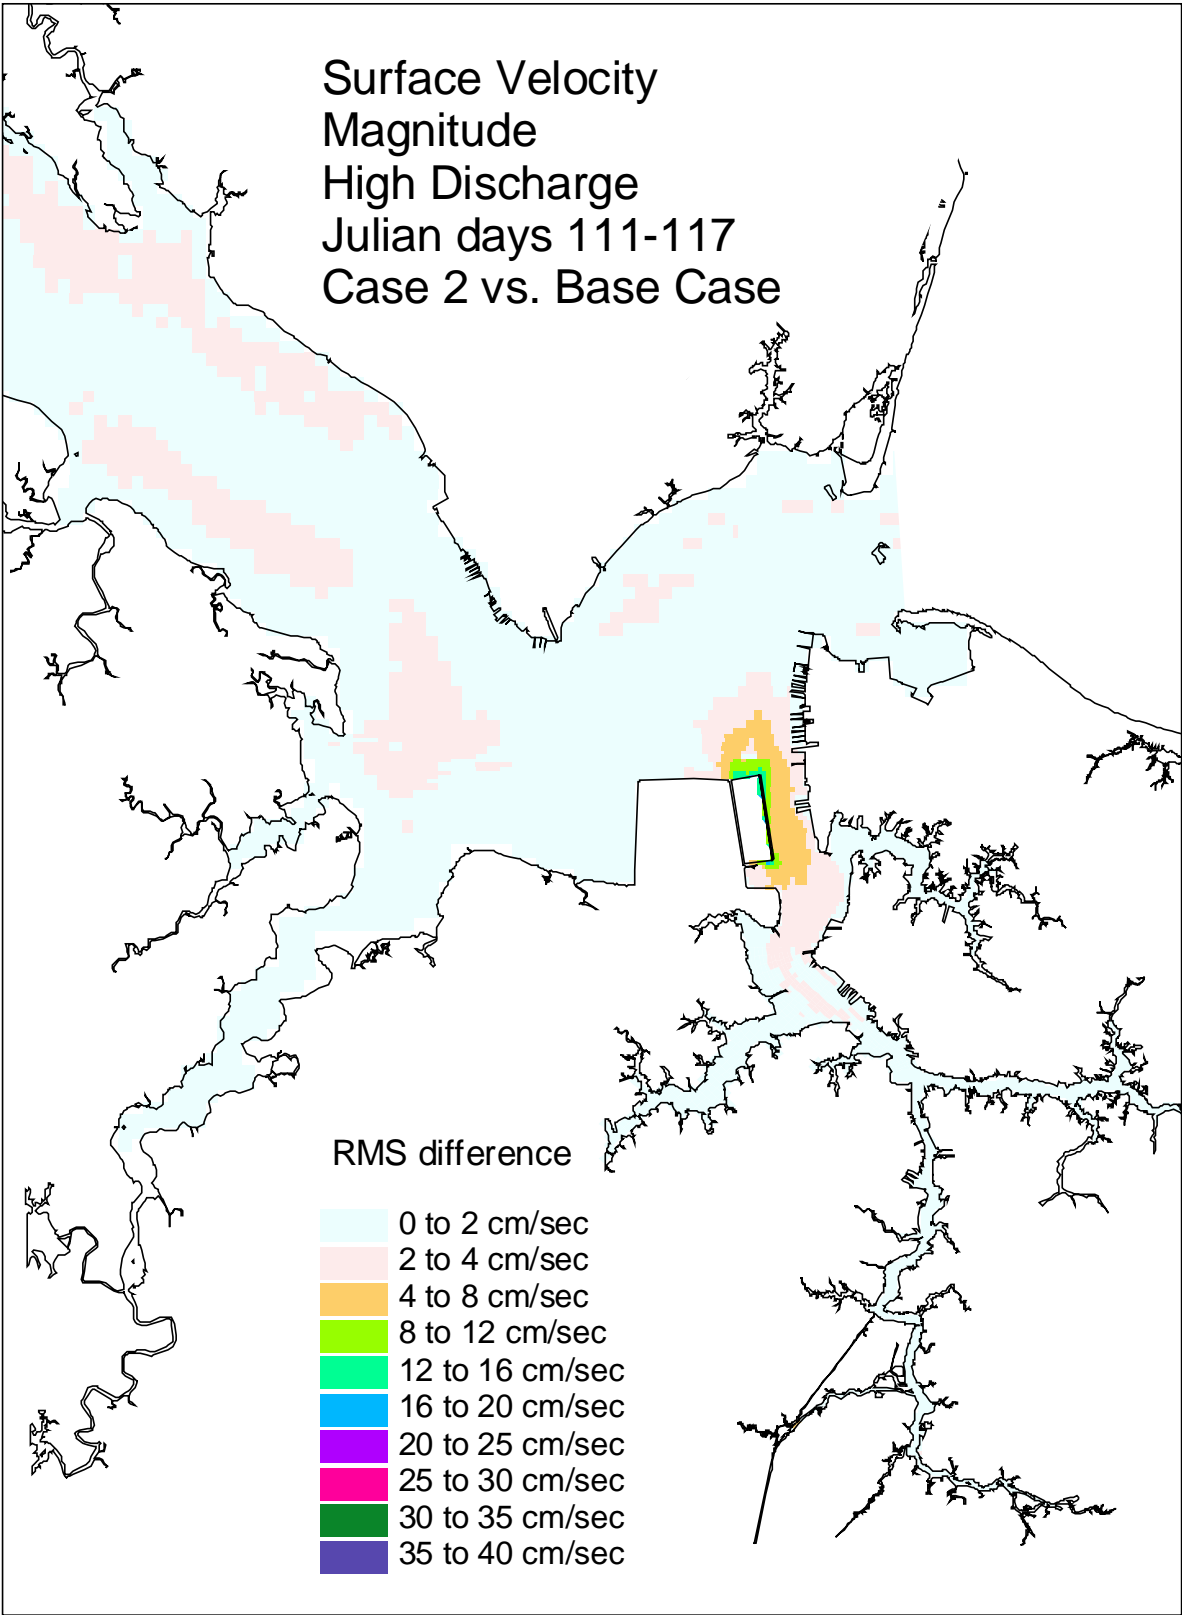 Surface Velocity
Magnitude
High Discharge
Julian days 111-117
Case 2 vs. Base Case
RMS difference
0 to 2 cm/sec
2 to 4 cm/sec
4 to 8 cm/sec
8 to 12 cm/sec
12 to 16 cm/sec
16 to 20 cm/sec
20 to 25 cm/sec
25 to 30 cm/sec
30 to 35 cm/sec
35 to 40 cm/sec